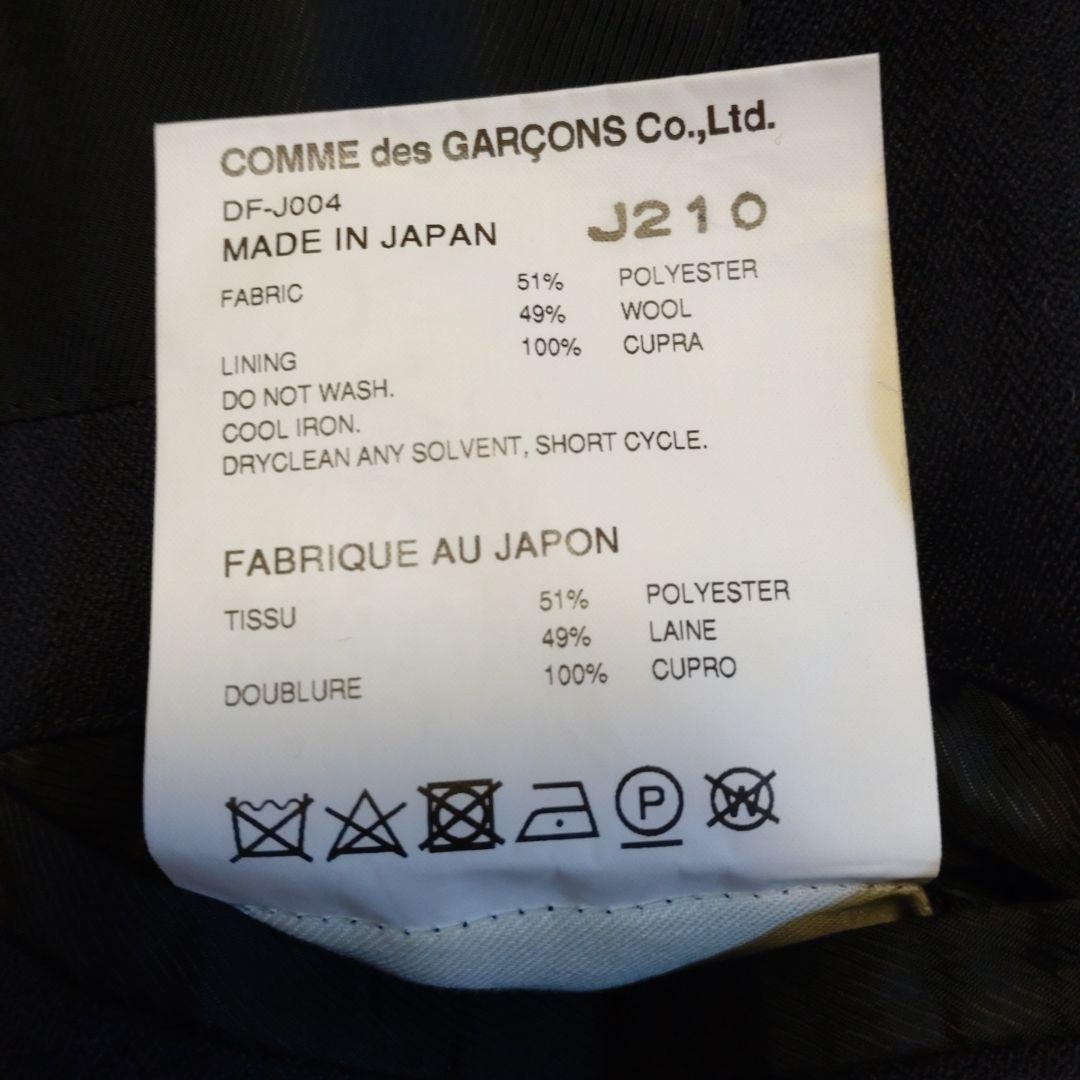 COMME des GARÇONS Co.,Ltd.
DF-J004
MADE IN JAPAN J210
FABRIC 51% POLYESTER
49% WOOL
LINING 100% CUPRA
DO NOT WASH.
COOL IRON.
DRYCLEAN ANY SOLVENT, SHORT CYCLE.
FABRIQUE AU JAPON
TISSU 51% POLYESTER
49% LAINE
DOUBLURE 100% CUPRO
P W